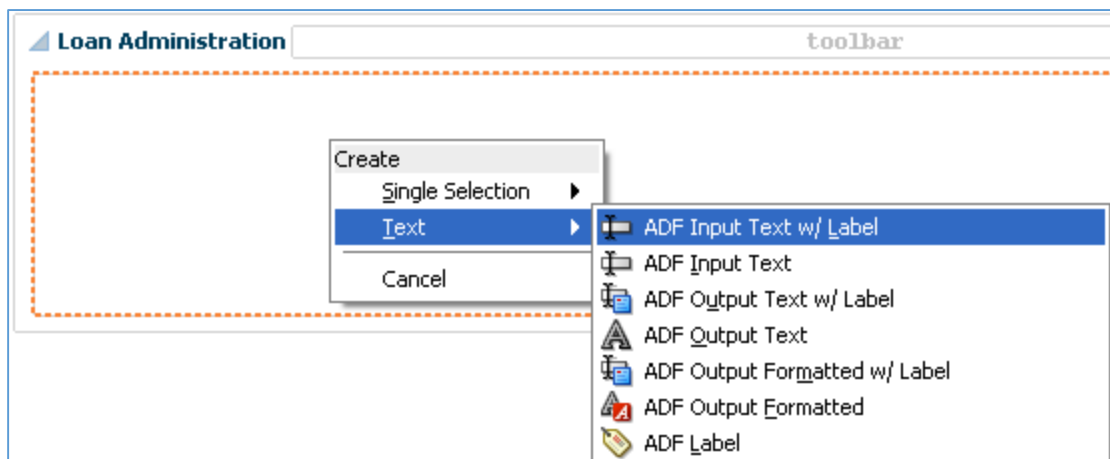 Loan Administration toolbar
Create
Single Selection
Text
Cancel
ADF Input Text w/ Label
ADF Input Text
ADF Output Text w/ Label
ADF Output Text
ADF Output Formatted w/ Label
ADF Output Formatted
ADF Label